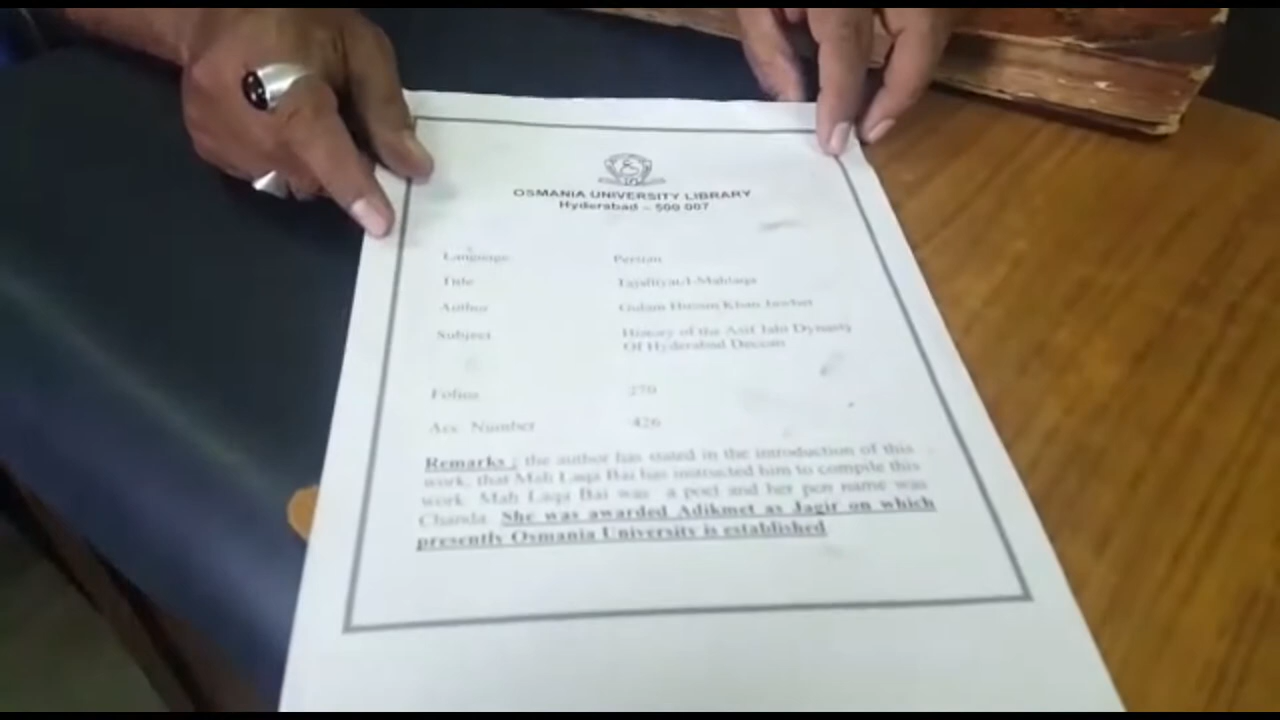 OSMANIA UNIVERSITY LIBRARY
Hyderabad – 500 007
Language Persian
Title
Author Gulam Husain Khan
Subject History of the Asif Jahi Dynasty
Of Hyderabad Deccan
Folios 270
Acc. Number 426
Remarks : the author has stated in the introduction of this
work, that Mah Laqa Bai has instructed him to compile this
work. Mah Laqa Bai was a poet and her pen name was
Chanda. She was awarded Adikmet as Jagir on which
presently Osmania University is established